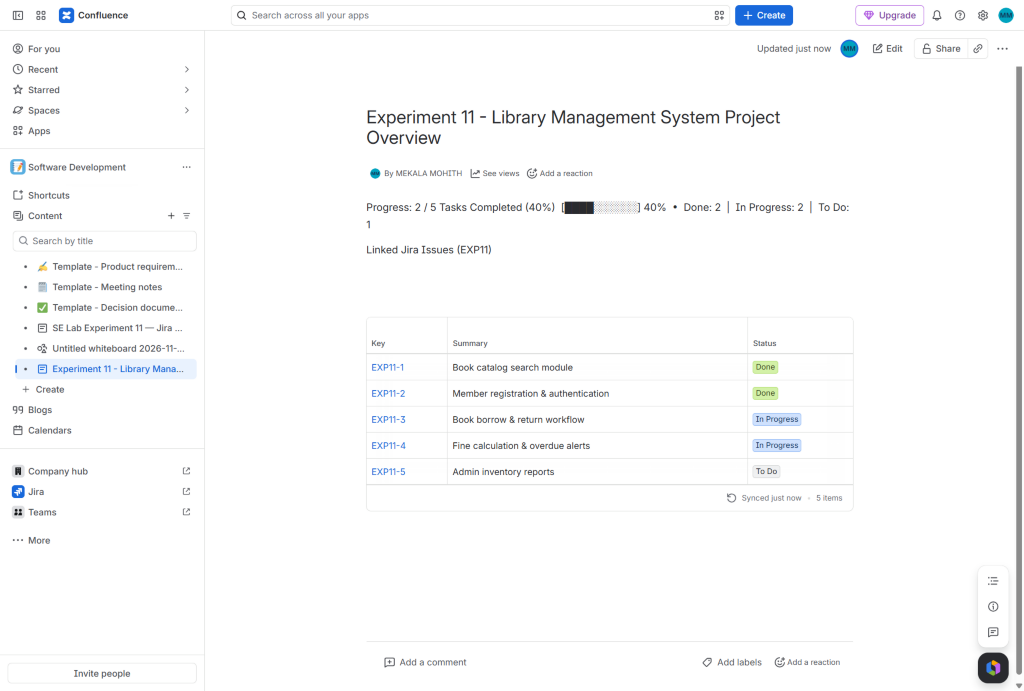 Confluence
Search across all your apps
+ Create
Upgrade
MM
For you
Recent
Starred
Spaces
Apps
Software Development
Shortcuts
Content
Search by title
Template - Product requirem...
Template - Meeting notes
Template - Decision docume...
SE Lab Experiment 11 — Jira ...
Untitled whiteboard 2026-11-...
Experiment 11 - Library Mana...
+ Create
Blogs
Calendars
Company hub
Jira
Teams
More
Invite people
Updated just now
MM
Edit
Share
Experiment 11 - Library Management System Project
Overview
MM By MEKALA MOHITH See views Add a reaction
Progress: 2 / 5 Tasks Completed (40%) [████░░░░░░] 40% • Done: 2 | In Progress: 2 | To Do:
1
Linked Jira Issues (EXP11)
Key Summary Status
EXP11-1 Book catalog search module Done
EXP11-2 Member registration & authentication Done
EXP11-3 Book borrow & return workflow In Progress
EXP11-4 Fine calculation & overdue alerts In Progress
EXP11-5 Admin inventory reports To Do
Synced just now · 5 items
Add a comment
Add labels
Add a reaction